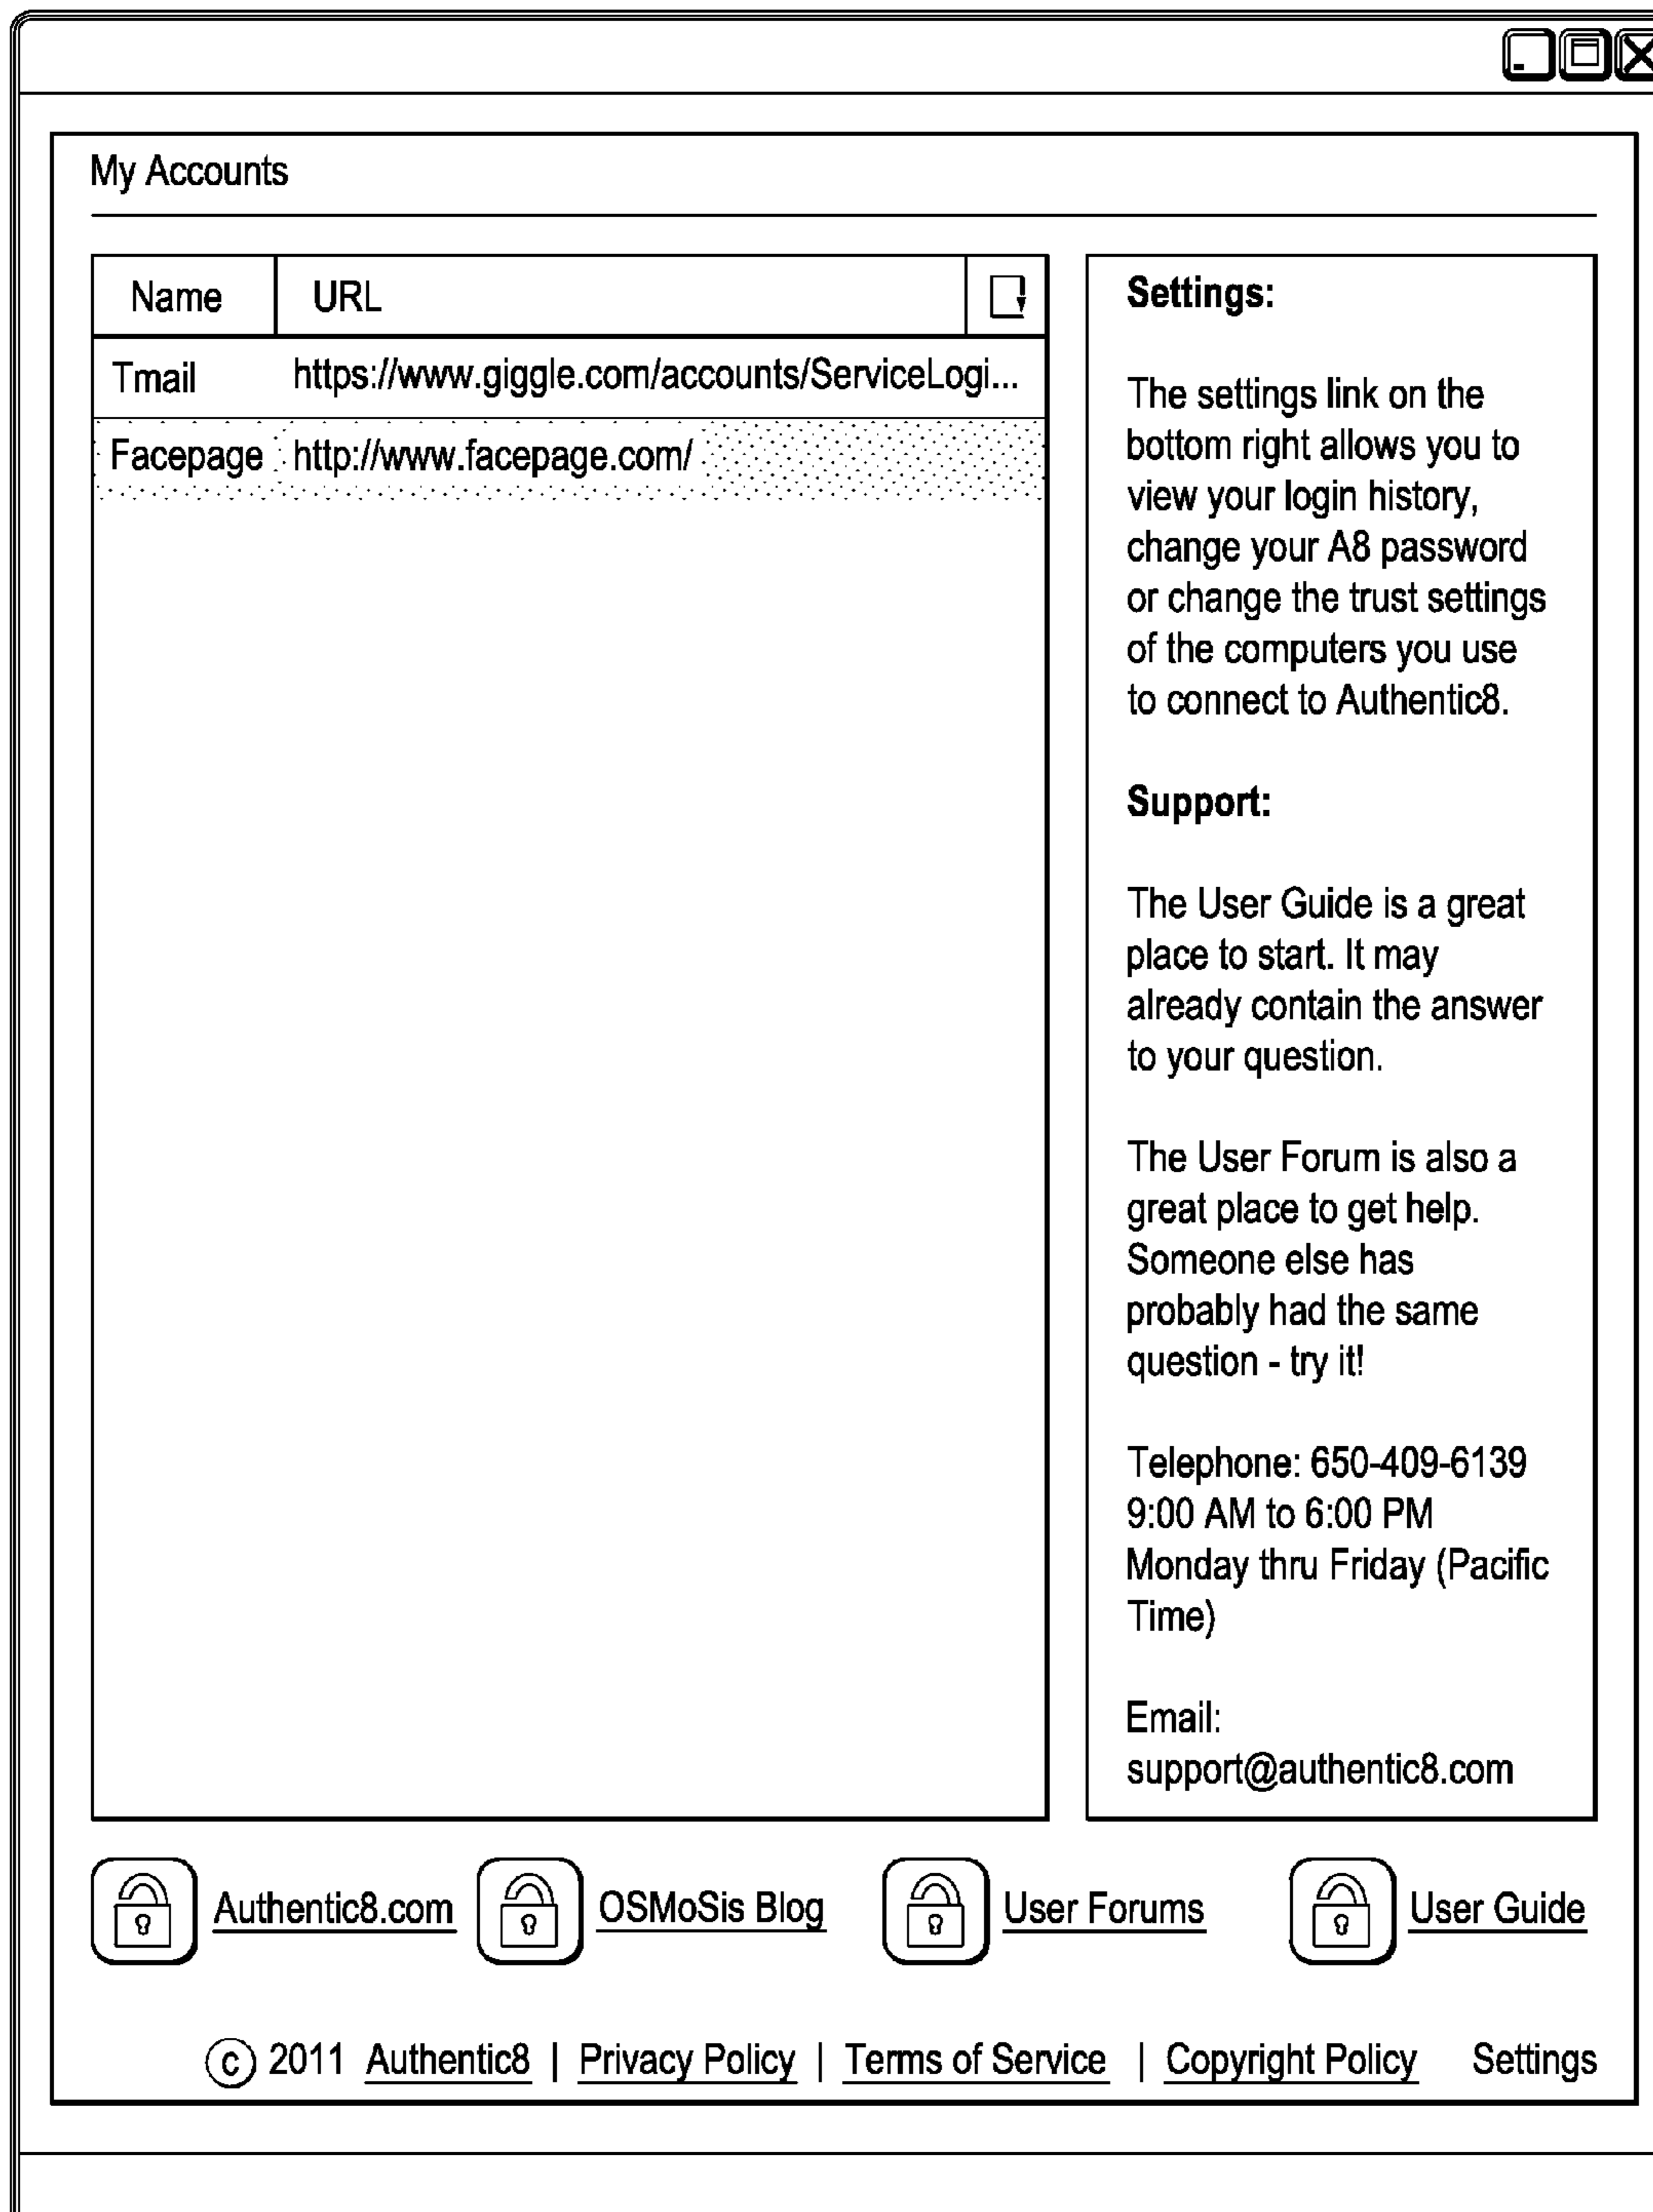 My Accounts
Name URL
Tmail https://www.giggle.com/accounts/ServiceLogi...
Facepage http://www.facepage.com/
Settings:
The settings link on the
bottom right allows you to
view your login history,
change your A8 password
or change the trust settings
of the computers you use
to connect to Authentic8.
Support:
The User Guide is a great
place to start. It may
already contain the answer
to your question.
The User Forum is also a
great place to get help.
Someone else has
probably had the same
question - try it!
Telephone: 650-409-6139
9:00 AM to 6:00 PM
Monday thru Friday (Pacific
Time)
Email:
support@authentic8.com
Authentic8.com OSMoSis Blog User Forums User Guide
© 2011 Authentic8 | Privacy Policy | Terms of Service | Copyright Policy Settings